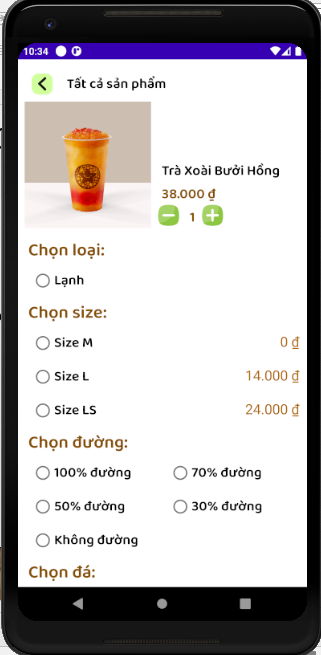 10:34
Tất cả sản phẩm
Trà Xoài Bưởi Hồng
38.000 ₫
1
Chọn loại:
Lạnh
Chọn size:
Size M 0 ₫
Size L 14.000 ₫
Size LS 24.000 ₫
Chọn đường:
100% đường 70% đường
50% đường 30% đường
Không đường
Chọn đá: